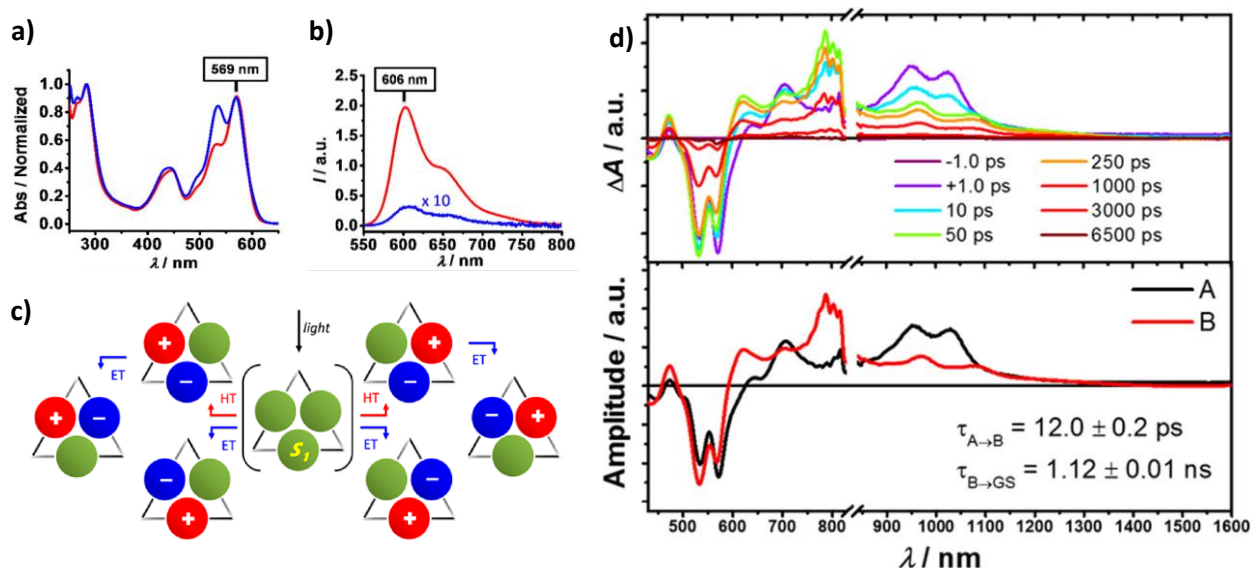 a)
569 nm
Abs / Normalized
1.0
0.8
0.6
0.4
0.2
0.0
300 400 500 600
λ / nm
b)
606 nm
I / a.u.
2.5
2.0
1.5
1.0
0.5
0.0
x 10
550 600 650 700 750 800
λ / nm
c)
light
+
−
ET
HT
S₁
HT
ET
+
−
ET
+
−
−
+
ET
−
+
ET
−
+
d)
ΔA / a.u.
-1.0 ps
+1.0 ps
10 ps
50 ps
250 ps
1000 ps
3000 ps
6500 ps
Amplitude / a.u.
A
B
τA→B = 12.0 ± 0.2 ps
τB→GS = 1.12 ± 0.01 ns
500 600 700 800 900 1000 1100 1200 1300 1400 1500 1600
λ / nm